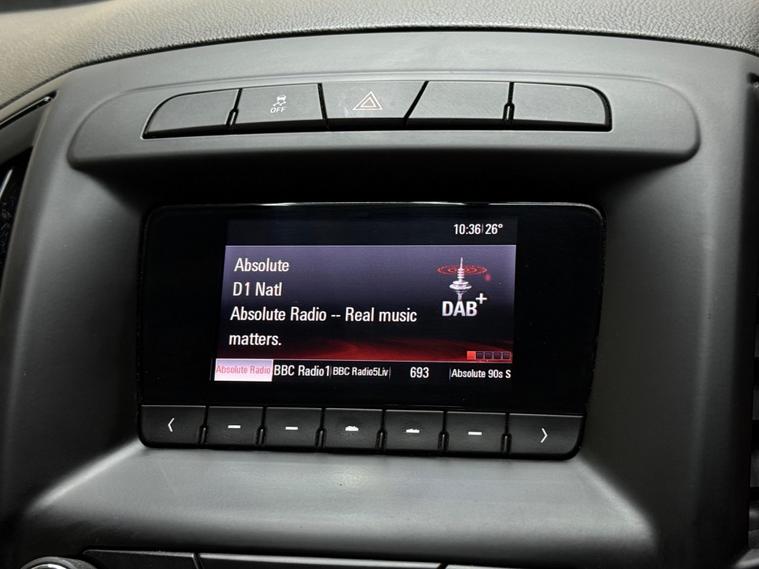 OFF
10:36 26°
Absolute
D1 Natl
Absolute Radio -- Real music
matters.
DAB+
Absolute Radio BBC Radio1 BBC Radio5Liv 693 Absolute 90s S